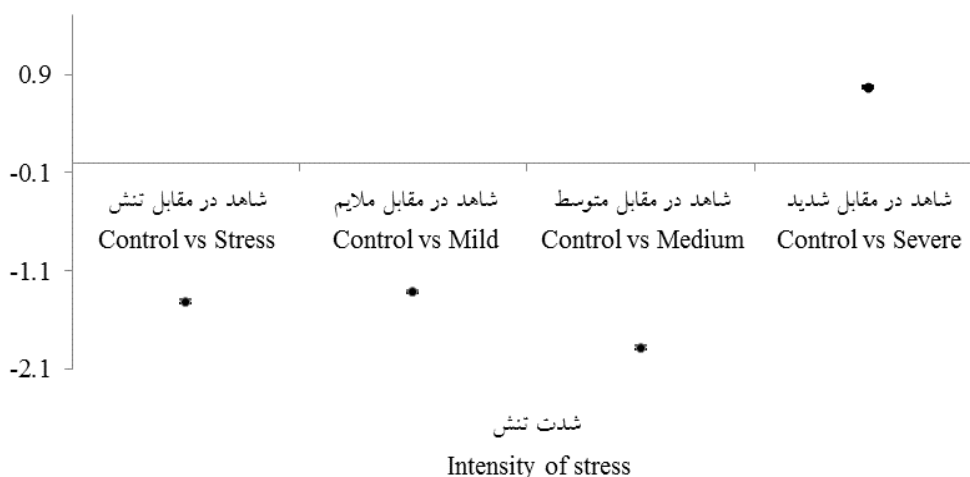 0.9
-0.1
-1.1
-2.1
شاهد در مقابل تنش
Control vs Stress
شاهد در مقابل ملایم
Control vs Mild
شاهد در مقابل متوسط
Control vs Medium
شاهد در مقابل شدید
Control vs Severe
شدت تنش
Intensity of stress